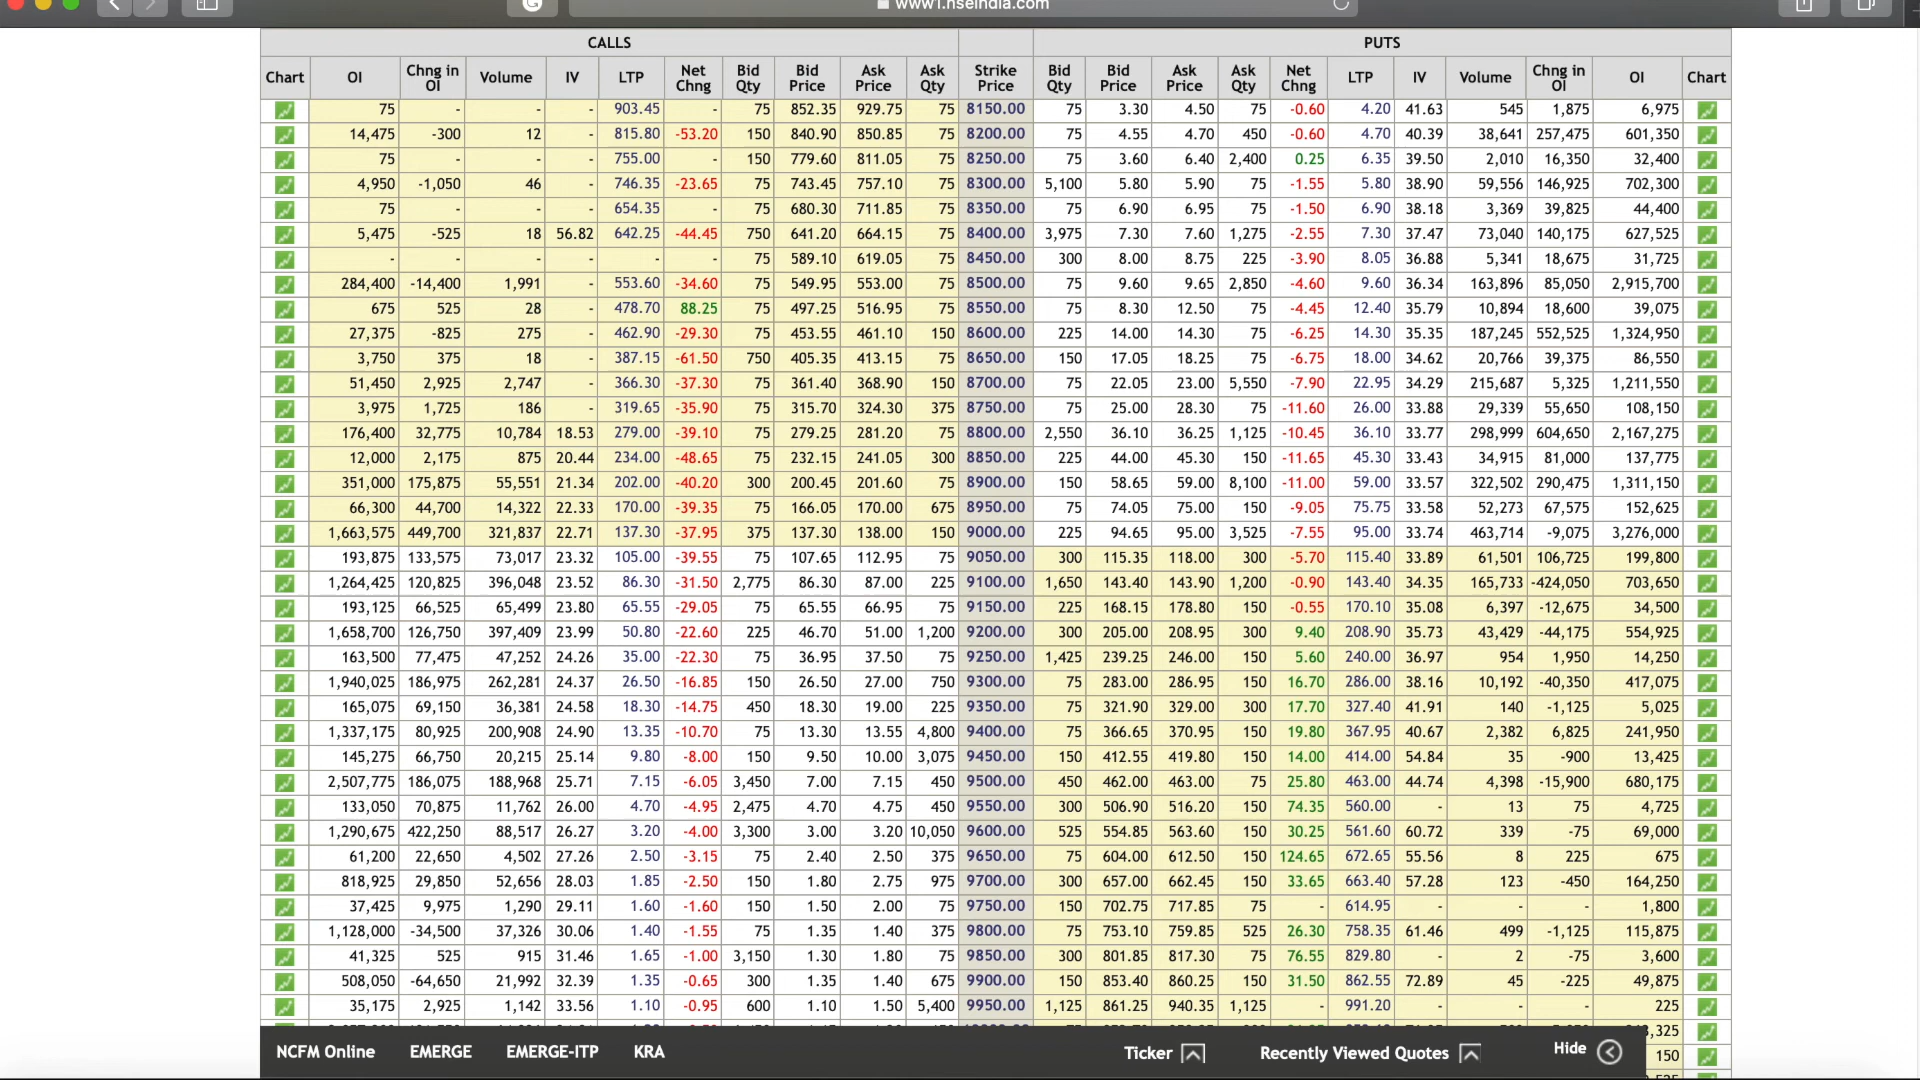 www1.nseindia.com
CALLS PUTS
Chart OI Chng in OI Volume IV LTP Net Chng Bid Qty Bid Price Ask Price Ask Qty Strike Price Bid Qty Bid Price Ask Price Ask Qty Net Chng LTP IV Volume Chng in OI OI Chart
75 - - - 903.45 - 75 852.35 929.75 75 8150.00 75 3.30 4.50 75 -0.60 4.20 41.63 545 1,875 6,975
14,475 -300 12 - 815.80 -53.20 150 840.90 850.85 75 8200.00 75 4.55 4.70 450 -0.60 4.70 40.39 38,641 257,475 601,350
75 - - - 755.00 - 150 779.60 811.05 75 8250.00 75 3.60 6.40 2,400 0.25 6.35 39.50 2,010 16,350 32,400
4,950 -1,050 46 - 746.35 -23.65 75 743.45 757.10 75 8300.00 5,100 5.80 5.90 75 -1.55 5.80 38.90 59,556 146,925 702,300
75 - - - 654.35 - 75 680.30 711.85 75 8350.00 75 6.90 6.95 75 -1.50 6.90 38.18 3,369 39,825 44,400
5,475 -525 18 56.82 642.25 -44.45 750 641.20 664.15 75 8400.00 3,975 7.30 7.60 1,275 -2.55 7.30 37.47 73,040 140,175 627,525
- - - - - - 75 589.10 619.05 75 8450.00 300 8.00 8.75 225 -3.90 8.05 36.88 5,341 18,675 31,725
284,400 -14,400 1,991 - 553.60 -34.60 75 549.95 553.00 75 8500.00 75 9.60 9.65 2,850 -4.60 9.60 36.34 163,896 85,050 2,915,700
675 525 28 - 478.70 88.25 75 497.25 516.95 75 8550.00 75 8.30 12.50 75 -4.45 12.40 35.79 10,894 18,600 39,075
27,375 -825 275 - 462.90 -29.30 75 453.55 461.10 150 8600.00 225 14.00 14.30 75 -6.25 14.30 35.35 187,245 552,525 1,324,950
3,750 375 18 - 387.15 -61.50 750 405.35 413.15 75 8650.00 150 17.05 18.25 75 -6.75 18.00 34.62 20,766 39,375 86,550
51,450 2,925 2,747 - 366.30 -37.30 75 361.40 368.90 150 8700.00 75 22.05 23.00 5,550 -7.90 22.95 34.29 215,687 5,325 1,211,550
3,975 1,725 186 - 319.65 -35.90 75 315.70 324.30 375 8750.00 75 25.00 28.30 75 -11.60 26.00 33.88 29,339 55,650 108,150
176,400 32,775 10,784 18.53 279.00 -39.10 75 279.25 281.20 75 8800.00 2,550 36.10 36.25 1,125 -10.45 36.10 33.77 298,999 604,650 2,167,275
12,000 2,175 875 20.44 234.00 -48.65 75 232.15 241.05 300 8850.00 225 44.00 45.30 150 -11.65 45.30 33.43 34,915 81,000 137,775
351,000 175,875 55,551 21.34 202.00 -40.20 300 200.45 201.60 75 8900.00 150 58.65 59.00 8,100 -11.00 59.00 33.57 322,502 290,475 1,311,150
66,300 44,700 14,322 22.33 170.00 -39.35 75 166.05 170.00 675 8950.00 75 74.05 75.00 150 -9.05 75.75 33.58 52,273 67,575 152,625
1,663,575 449,700 321,837 22.71 137.30 -37.95 375 137.30 138.00 150 9000.00 225 94.65 95.00 3,525 -7.55 95.00 33.74 463,714 -9,075 3,276,000
193,875 133,575 73,017 23.32 105.00 -39.55 75 107.65 112.95 75 9050.00 300 115.35 118.00 300 -5.70 115.40 33.89 61,501 106,725 199,800
1,264,425 120,825 396,048 23.52 86.30 -31.50 2,775 86.30 87.00 225 9100.00 1,650 143.40 143.90 1,200 -0.90 143.40 34.35 165,733 -424,050 703,650
193,125 66,525 65,499 23.80 65.55 -29.05 75 65.55 66.95 75 9150.00 225 168.15 178.80 150 -0.55 170.10 35.08 6,397 -12,675 34,500
1,658,700 126,750 397,409 23.99 50.80 -22.60 225 46.70 51.00 1,200 9200.00 300 205.00 208.95 300 9.40 208.90 35.73 43,429 -44,175 554,925
163,500 77,475 47,252 24.26 35.00 -22.30 75 36.95 37.50 75 9250.00 1,425 239.25 246.00 150 5.60 240.00 36.97 954 1,950 14,250
1,940,025 186,975 262,281 24.37 26.50 -16.85 150 26.50 27.00 750 9300.00 75 283.00 286.95 150 16.70 286.00 38.16 10,192 -40,350 417,075
165,075 69,150 36,381 24.58 18.30 -14.75 450 18.30 19.00 225 9350.00 75 321.90 329.00 300 17.70 327.40 41.91 140 -1,125 5,025
1,337,175 80,925 200,908 24.90 13.35 -10.70 75 13.30 13.55 4,800 9400.00 75 366.65 370.95 150 19.80 367.95 40.67 2,382 6,825 241,950
145,275 66,750 20,215 25.14 9.80 -8.00 150 9.50 10.00 3,075 9450.00 150 412.55 419.80 150 14.00 414.00 54.84 35 -900 13,425
2,507,775 186,075 188,968 25.71 7.15 -6.05 3,450 7.00 7.15 450 9500.00 450 462.00 463.00 75 25.80 463.00 44.74 4,398 -15,900 680,175
133,050 70,875 11,762 26.00 4.70 -4.95 2,475 4.70 4.75 450 9550.00 300 506.90 516.20 150 74.35 560.00 - 13 75 4,725
1,290,675 422,250 88,517 26.27 3.20 -4.00 3,300 3.00 3.20 10,050 9600.00 525 554.85 563.60 150 30.25 561.60 60.72 339 -75 69,000
61,200 22,650 4,502 27.26 2.50 -3.15 75 2.40 2.50 375 9650.00 75 604.00 612.50 150 124.65 672.65 55.56 8 225 675
818,925 29,850 52,656 28.03 1.85 -2.50 150 1.80 2.75 975 9700.00 300 657.00 662.45 150 33.65 663.40 57.28 123 -450 164,250
37,425 9,975 1,290 29.11 1.60 -1.60 150 1.50 2.00 75 9750.00 150 702.75 717.85 75 - 614.95 - - - 1,800
1,128,000 -34,500 37,326 30.06 1.40 -1.55 75 1.35 1.40 375 9800.00 75 753.10 759.85 525 26.30 758.35 61.46 499 -1,125 115,875
41,325 525 915 31.46 1.65 -1.00 3,150 1.30 1.80 75 9850.00 300 801.85 817.30 75 76.55 829.80 - 2 -75 3,600
508,050 -64,650 21,992 32.39 1.35 -0.65 300 1.35 1.40 675 9900.00 150 853.40 860.25 150 31.50 862.55 72.89 45 -225 49,875
35,175 2,925 1,142 33.56 1.10 -0.95 600 1.10 1.50 5,400 9950.00 1,125 861.25 940.35 1,125 - 991.20 - - - 225
NCFM Online EMERGE EMERGE-ITP KRA Ticker Recently Viewed Quotes Hide
150